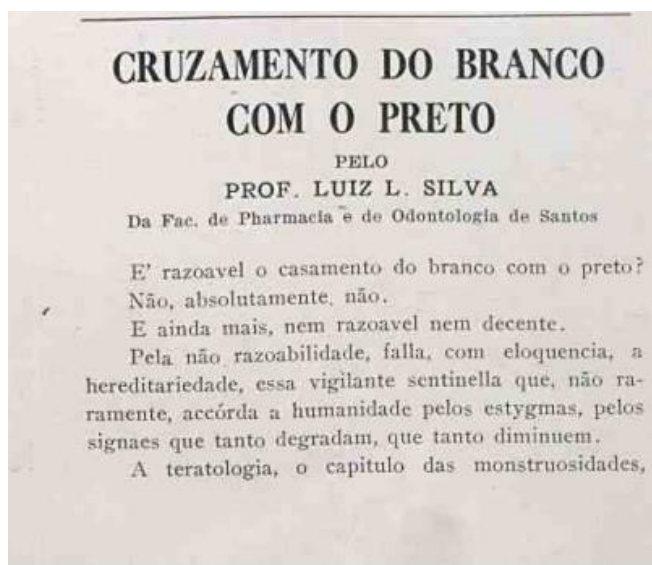 CRUZAMENTO DO BRANCO
COM O PRETO
PELO
PROF. LUIZ L. SILVA
Da Fac. de Pharmacia e de Odontologia de Santos
E' razoavel o casamento do branco com o preto?
Não, absolutamente, não.
E ainda mais, nem razoavel nem decente.
Pela não razoabilidade, falla, com eloquencia, a
hereditariedade, essa vigilante sentinella que, não ra-
ramente, accórda a humanidade pelos estygmas, pelos
signaes que tanto degradam, que tanto diminuem.
A teratologia, o capitulo das monstruosidades,